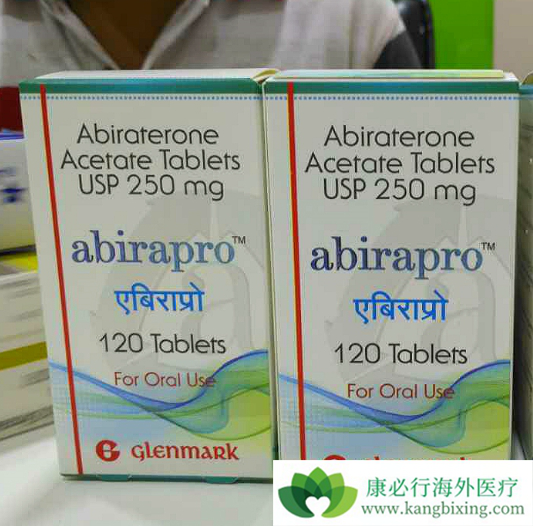 Abiraterone
Acetate Tablets
USP 250 mg
abirapro™
एबिराप्रो
120 Tablets
For Oral Use
GLENMARK
Abiraterone
Acetate Tablets
USP 250 mg
abirapro™
एबिराप्रो
120 Tablets
For Oral Use
康必行海外医疗
www.kangbixing.com